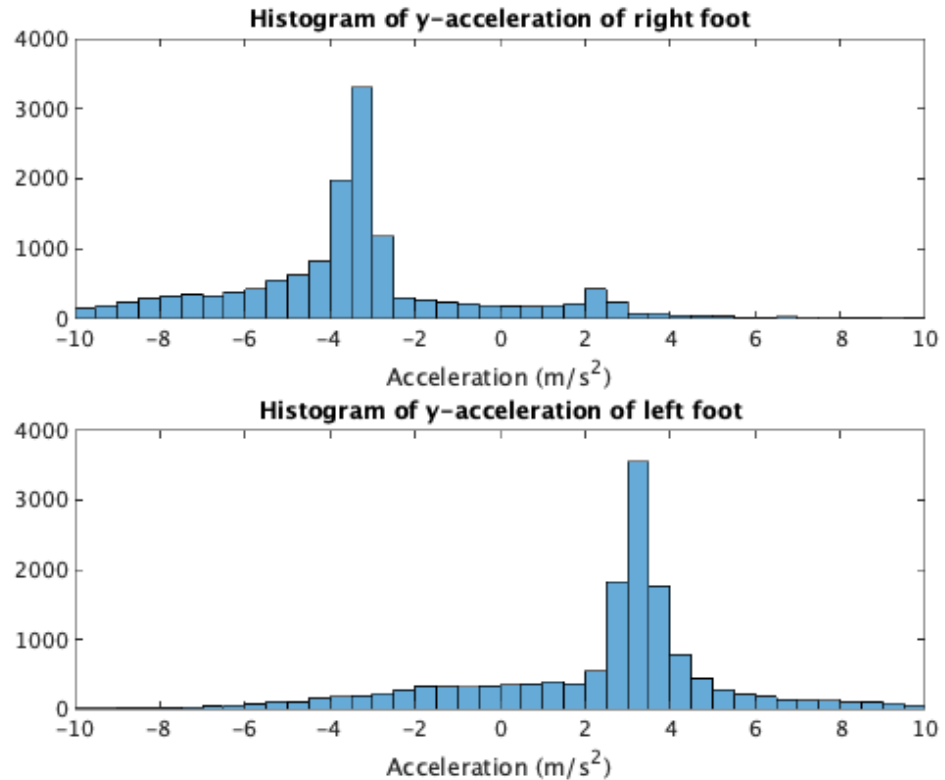 Histogram of y-acceleration of right foot
4000
3000
2000
1000
0
−10 −8 −6 −4 −2 0 2 4 6 8 10
Acceleration (m/s²)
Histogram of y-acceleration of left foot
4000
3000
2000
1000
0
−10 −8 −6 −4 −2 0 2 4 6 8 10
Acceleration (m/s²)